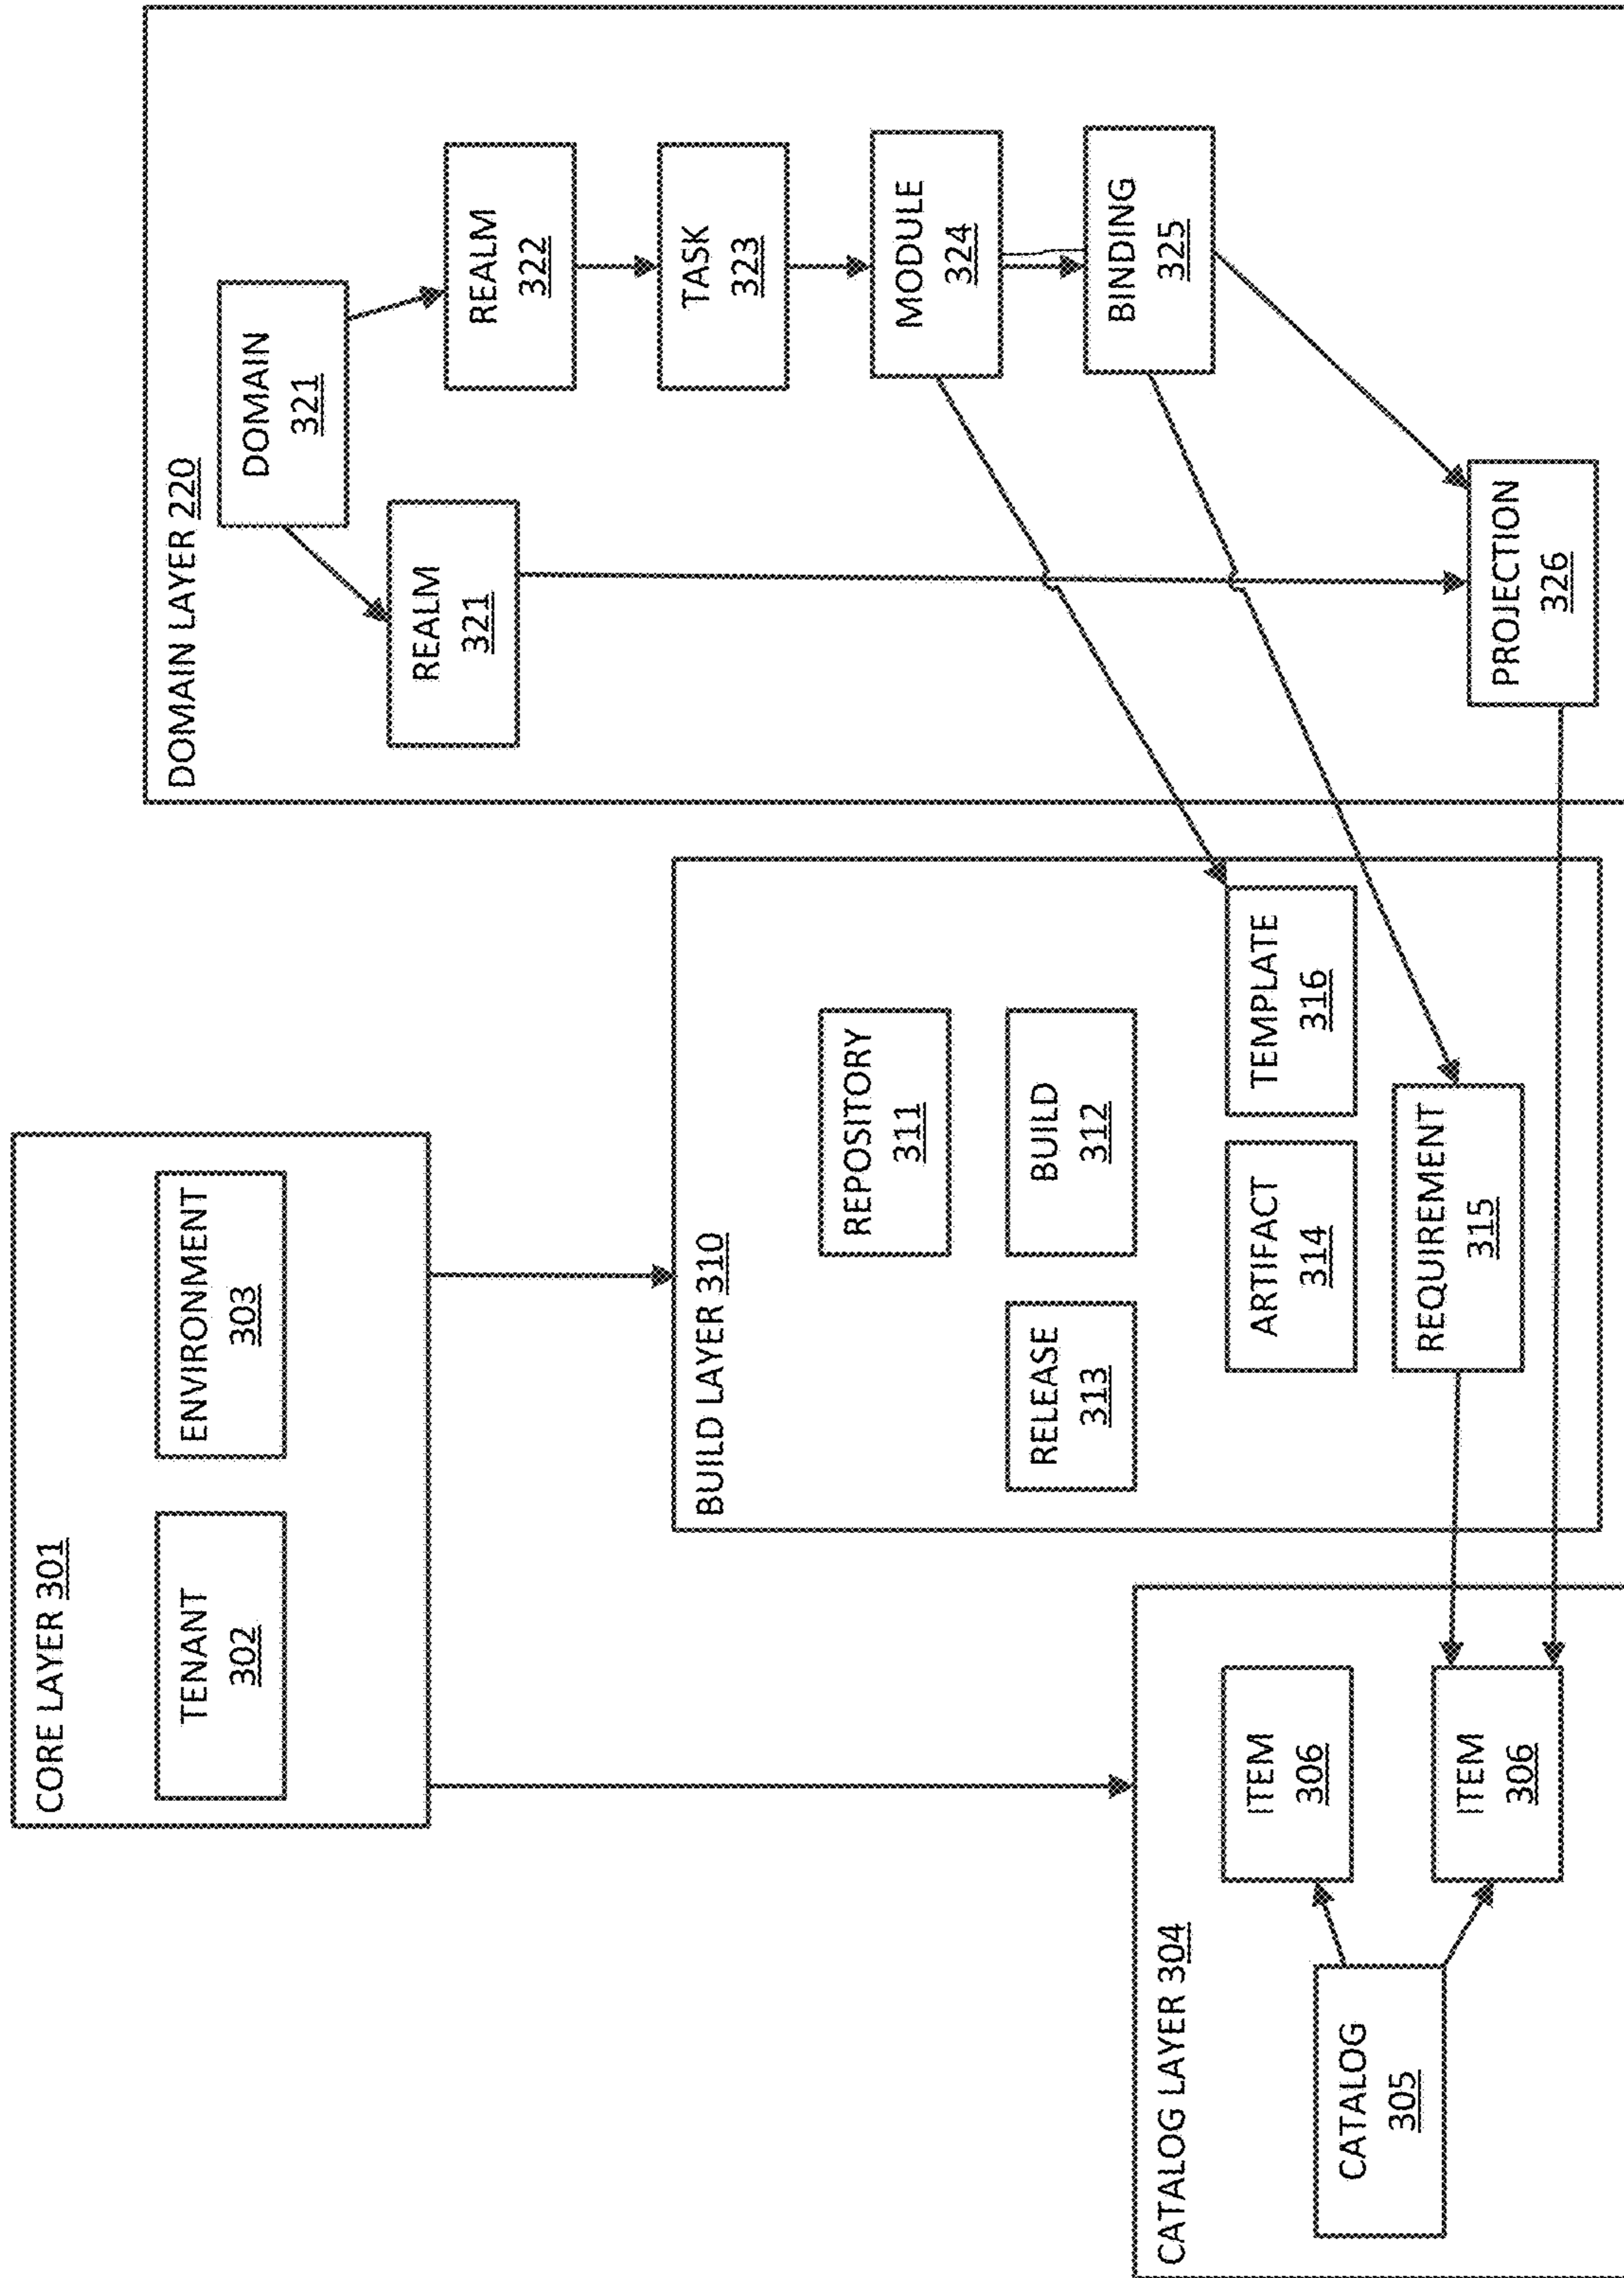 CORE LAYER 301
TENANT
302
ENVIRONMENT
303
DOMAIN LAYER 220
DOMAIN
321
REALM
321
REALM
322
TASK
323
MODULE
324
BINDING
325
PROJECTION
326
BUILD LAYER 310
REPOSITORY
311
RELEASE
313
BUILD
312
ARTIFACT
314
TEMPLATE
316
REQUIREMENT
315
CATALOG LAYER 304
CATALOG
305
ITEM
306
ITEM
306